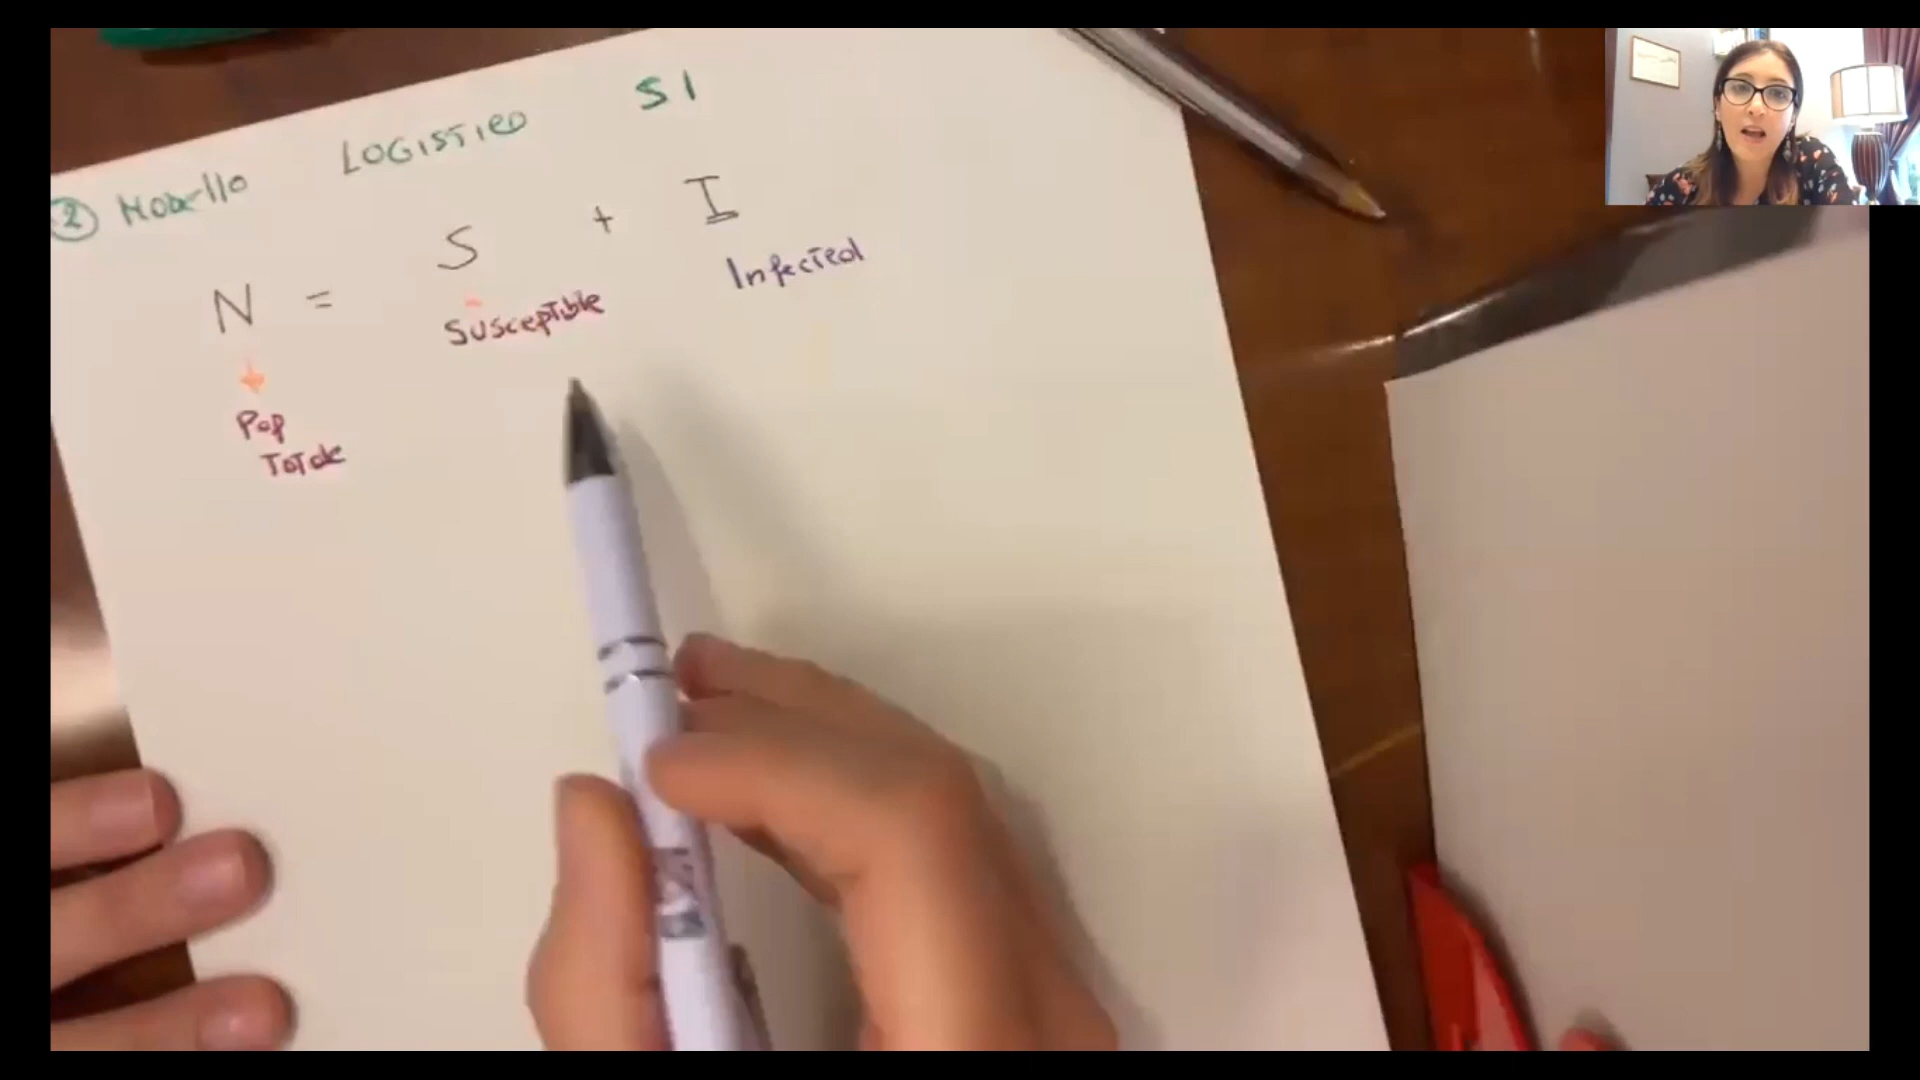 ② Modello LOGISTICO SI
N = S + I
Susceptible Infected
Pop
Totale